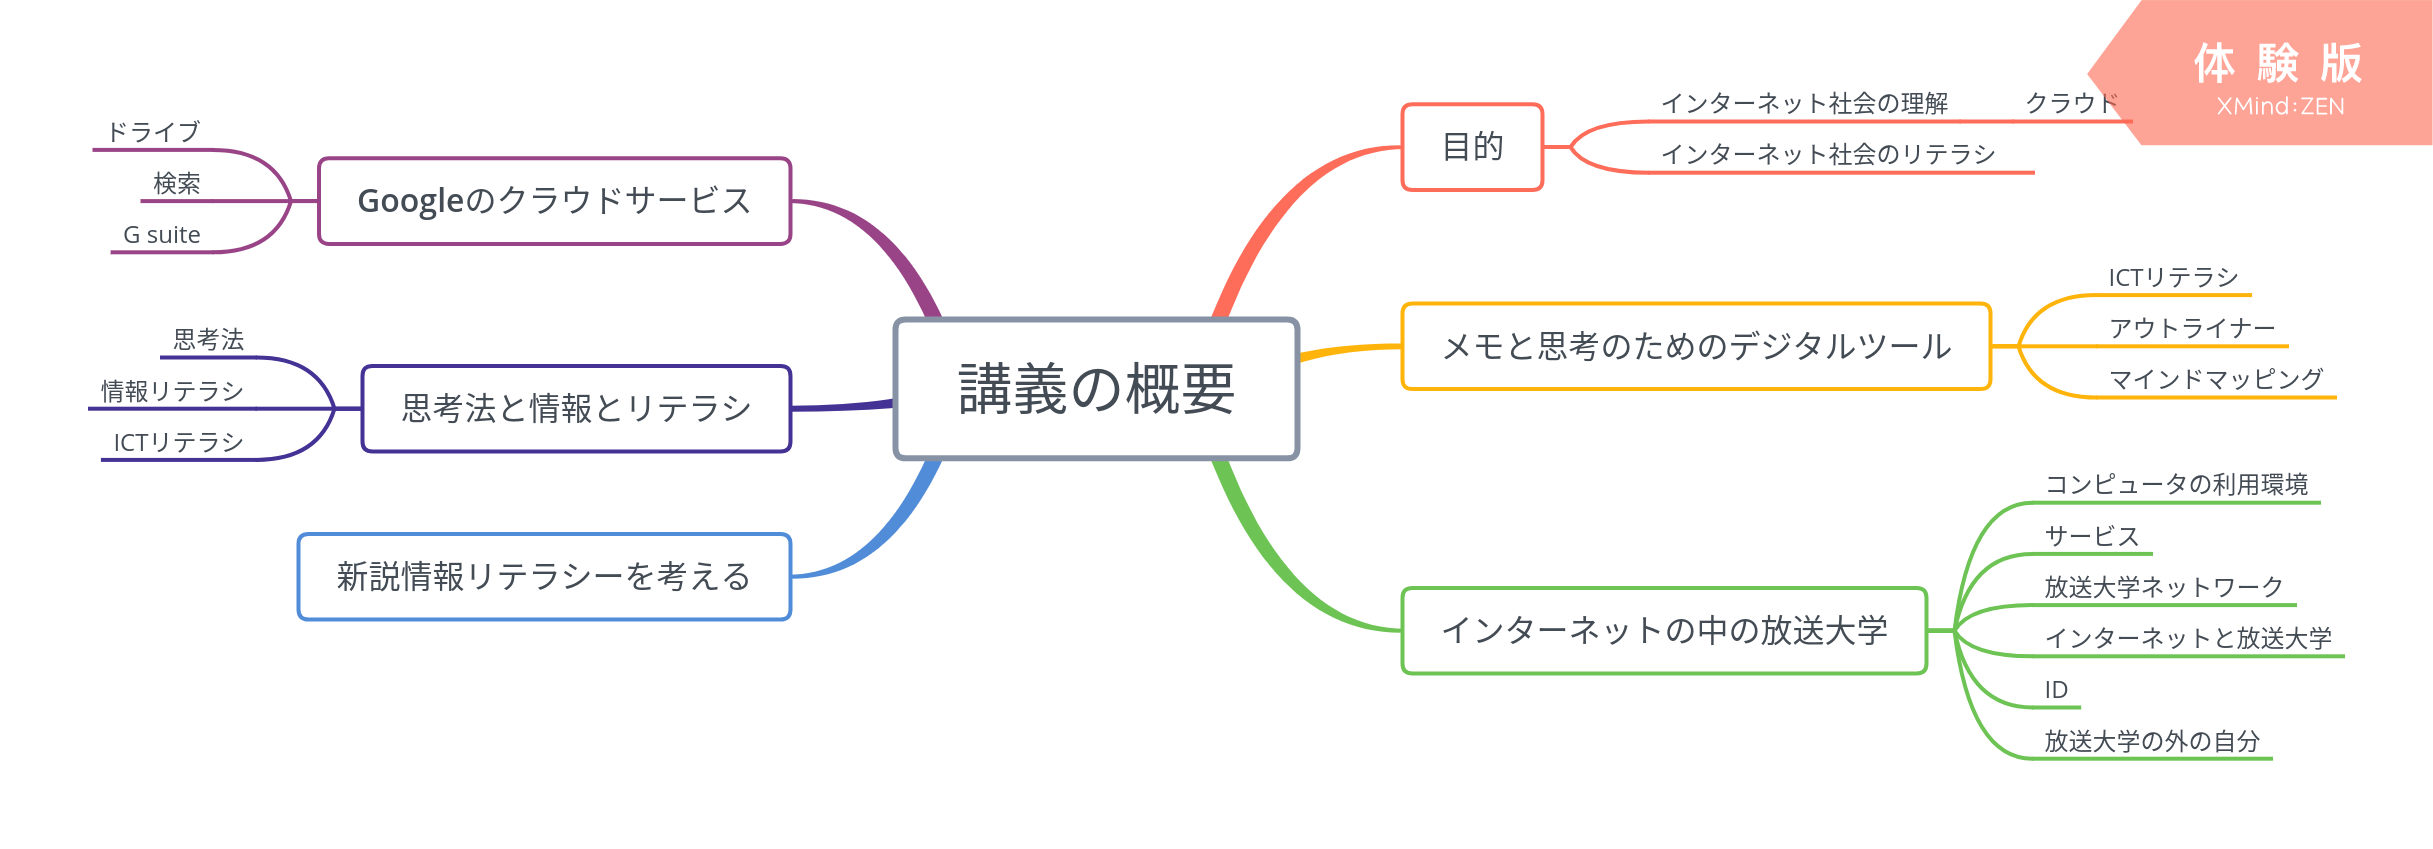 講義の概要
目的
インターネット社会の理解
クラウド
インターネット社会のリテラシ
メモと思考のためのデジタルツール
ICTリテラシ
アウトライナー
マインドマッピング
インターネットの中の放送大学
コンピュータの利用環境
サービス
放送大学ネットワーク
インターネットと放送大学
ID
放送大学の外の自分
Googleのクラウドサービス
ドライブ
検索
G suite
思考法と情報とリテラシ
思考法
情報リテラシ
ICTリテラシ
新説情報リテラシーを考える
体験版
XMind:ZEN